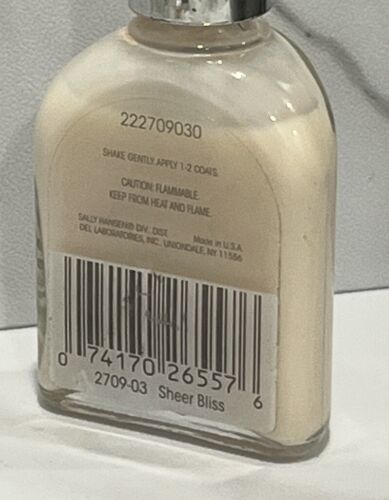 222709030
SHAKE GENTLY. APPLY 1-2 COATS.
CAUTION: FLAMMABLE
KEEP FROM HEAT AND FLAME.
SALLY HANSEN® DIV., DIST. Made in U.S.A.
DEL LABORATORIES, INC. UNIONDALE, NY 11556
0 74170 26557 6
2709-03 Sheer Bliss